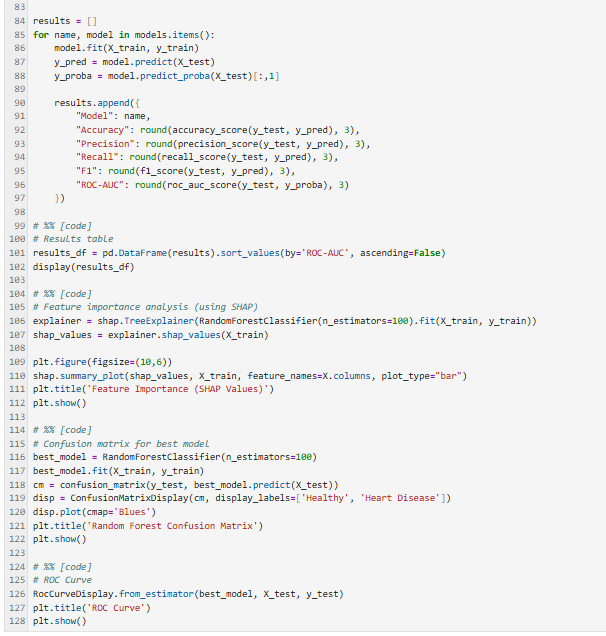 83
84 results = []
85 for name, model in models.items():
86     model.fit(X_train, y_train)
87     y_pred = model.predict(X_test)
88     y_proba = model.predict_proba(X_test)[:,1]
89
90     results.append({
91         "Model": name,
92         "Accuracy": round(accuracy_score(y_test, y_pred), 3),
93         "Precision": round(precision_score(y_test, y_pred), 3),
94         "Recall": round(recall_score(y_test, y_pred), 3),
95         "F1": round(f1_score(y_test, y_pred), 3),
96         "ROC-AUC": round(roc_auc_score(y_test, y_proba), 3)
97     })
98
99 # %% [code]
100 # Results table
101 results_df = pd.DataFrame(results).sort_values(by='ROC-AUC', ascending=False)
102 display(results_df)
103
104 # %% [code]
105 # Feature importance analysis (using SHAP)
106 explainer = shap.TreeExplainer(RandomForestClassifier(n_estimators=100).fit(X_train, y_train))
107 shap_values = explainer.shap_values(X_train)
108
109 plt.figure(figsize=(10,6))
110 shap.summary_plot(shap_values, X_train, feature_names=X.columns, plot_type="bar")
111 plt.title('Feature Importance (SHAP Values)')
112 plt.show()
113
114 # %% [code]
115 # Confusion matrix for best model
116 best_model = RandomForestClassifier(n_estimators=100)
117 best_model.fit(X_train, y_train)
118 cm = confusion_matrix(y_test, best_model.predict(X_test))
119 disp = ConfusionMatrixDisplay(cm, display_labels=['Healthy', 'Heart Disease'])
120 disp.plot(cmap='Blues')
121 plt.title('Random Forest Confusion Matrix')
122 plt.show()
123
124 # %% [code]
125 # ROC Curve
126 RocCurveDisplay.from_estimator(best_model, X_test, y_test)
127 plt.title('ROC Curve')
128 plt.show()